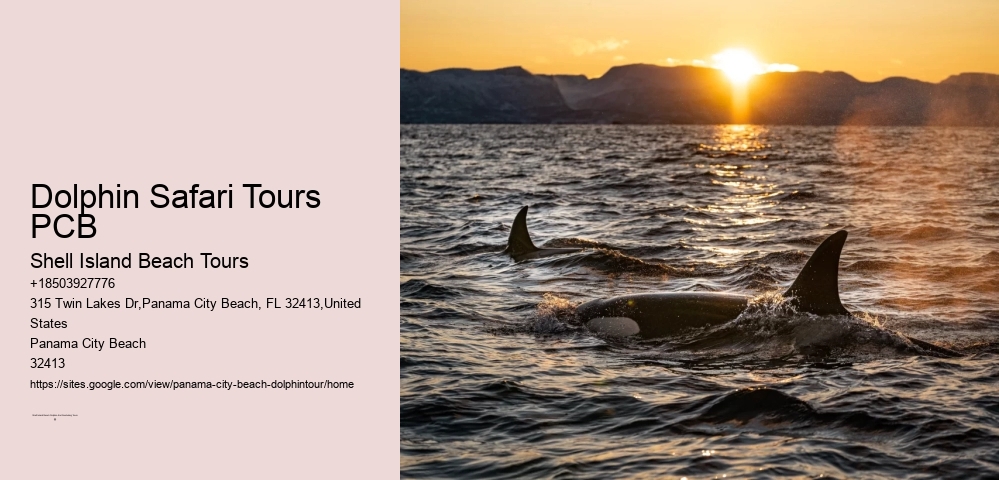 Dolphin Safari Tours
PCB
Shell Island Beach Tours
+18503927776
315 Twin Lakes Dr,Panama City Beach, FL 32413,United
States
Panama City Beach
32413
https://sites.google.com/view/panama-city-beach-dolphintour/home